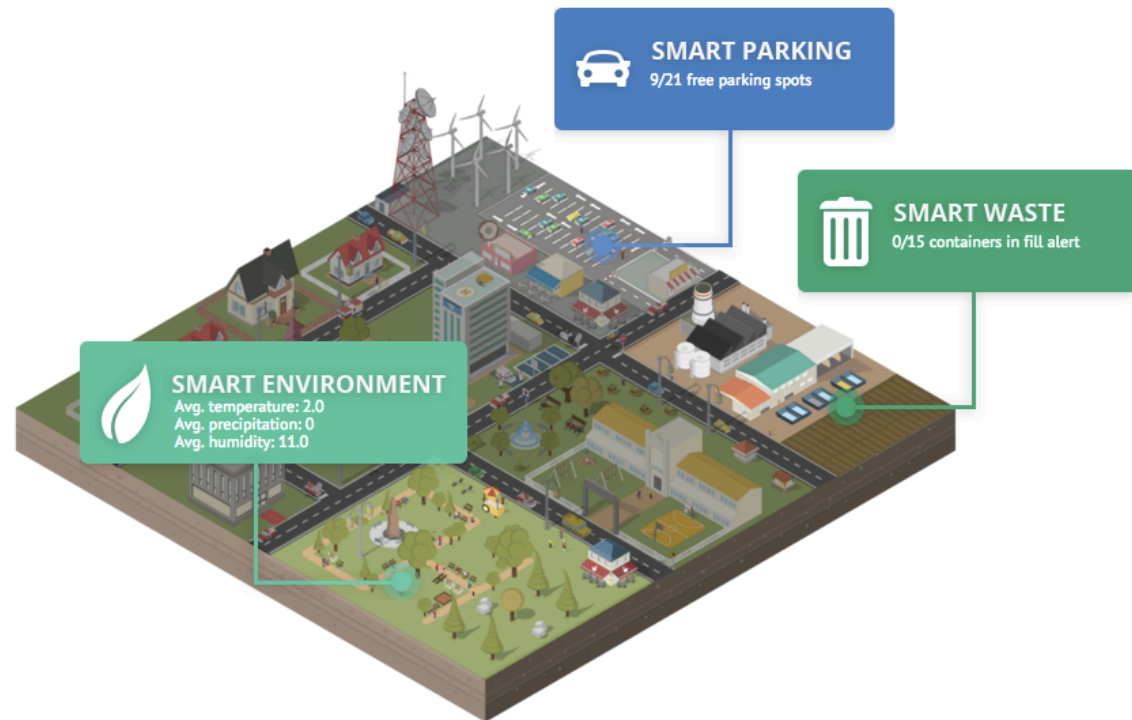 SMART PARKING
9/21 free parking spots
SMART WASTE
0/15 containers in fill alert
SMART ENVIRONMENT
Avg. temperature: 2.0
Avg. precipitation: 0
Avg. humidity: 11.0